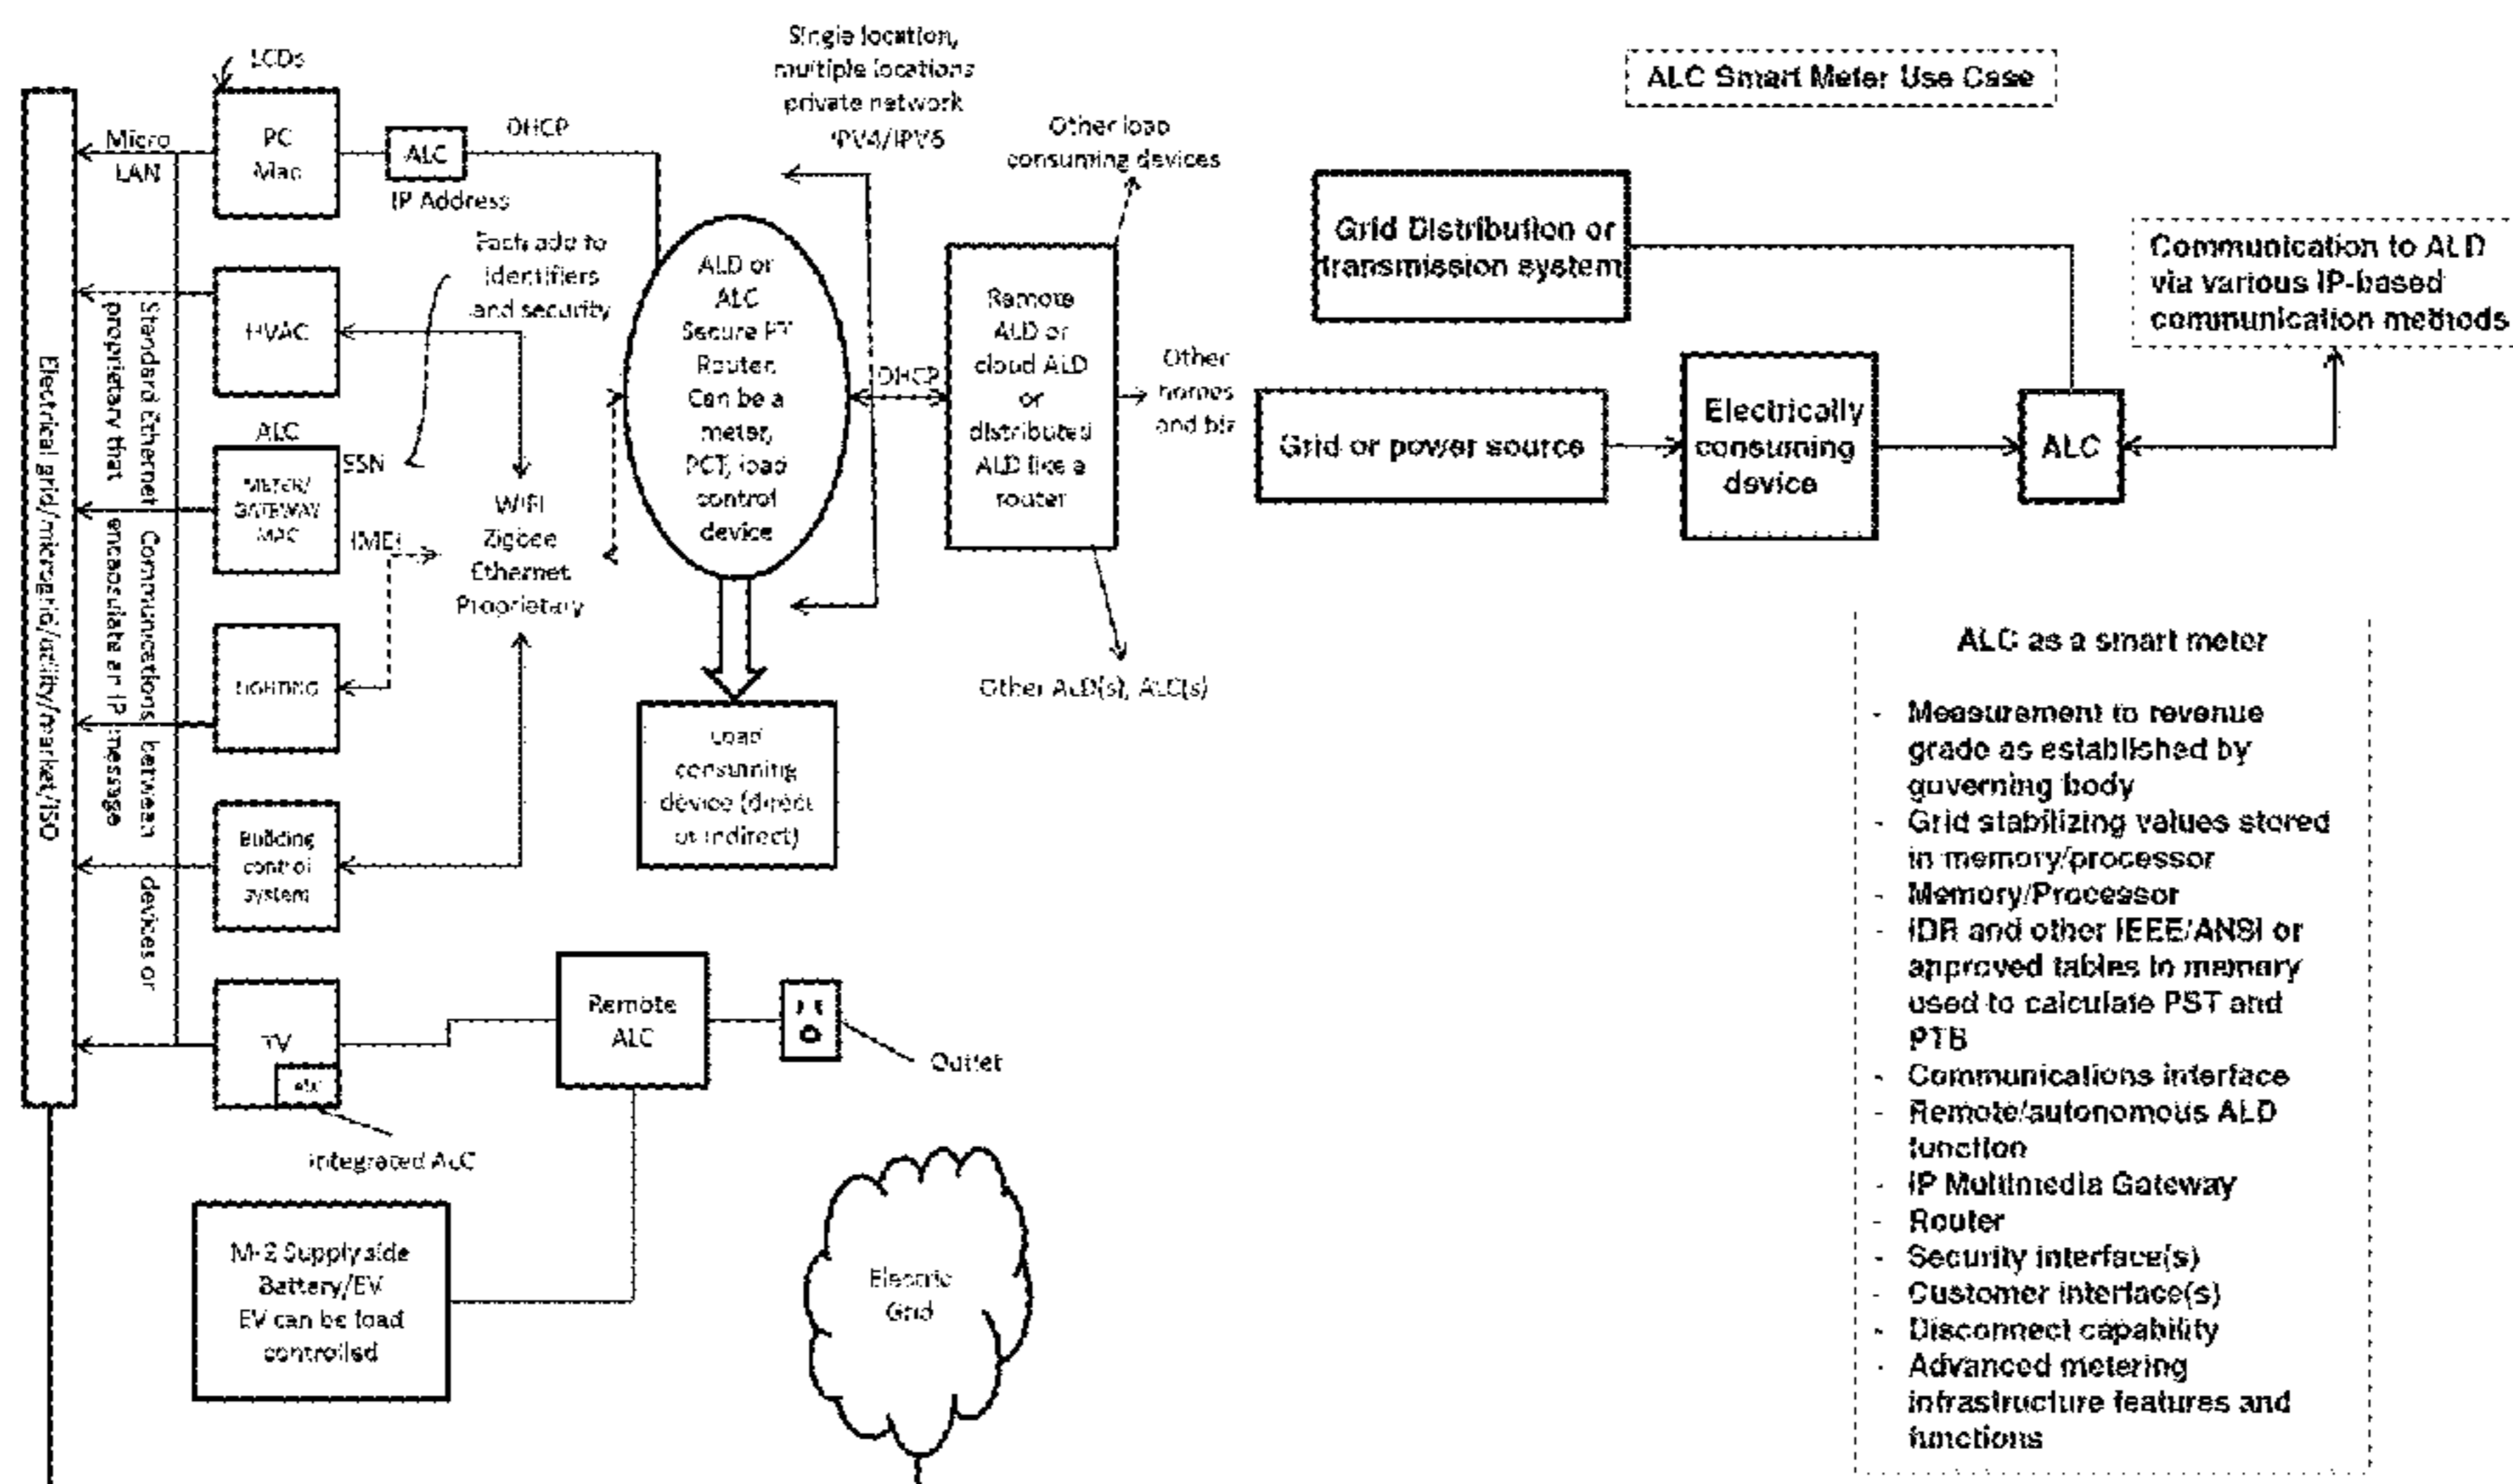 LCDs
Micro
LAN
PC
Mac
ALC
IP Address
DHCP
Single location,
multiple locations
private network
IPV4/IPV6
Other load
consuming devices
Each add to
identifiers
and security
HVAC
ALC
METER/
GATEWAY
MAC
SSN
IMEI
WIFI
Zigbee
Ethernet
Proprietary
LIGHTING
Building
control
system
TV
ALC
Integrated ALC
Electrical grid/microgrid/utility/market/ISO
Standard Ethernet Communications between devices or
proprietary that encapsulate an IP message
ALD or
ALC
Secure
Router.
Can be a
meter,
PCT, load
control
device
DHCP
Remote
ALD or
cloud ALD
or
distributed
ALD like a
router
Other
homes
and biz
Other ALD(s), ALC(s)
Load
consuming
device (direct
or indirect)
Remote
ALC
Outlet
M-2 Supply side
Battery/EV
EV can be load
controlled
Electric
Grid
ALC Smart Meter Use Case
Grid Distribution or
transmission system
Communication to ALD
via various IP-based
communication methods
Grid or power source
Electrically
consuming
device
ALC
ALC as a smart meter
- Measurement to revenue
grade as established by
governing body
- Grid stabilizing values stored
in memory/processor
- Memory/Processor
- IDR and other IEEE/ANSI or
approved tables in memory
used to calculate PST and
PTB
- Communications interface
- Remote/autonomous ALD
function
- IP Multimedia Gateway
- Router
- Security interface(s)
- Customer interface(s)
- Disconnect capability
- Advanced metering
infrastructure features and
functions